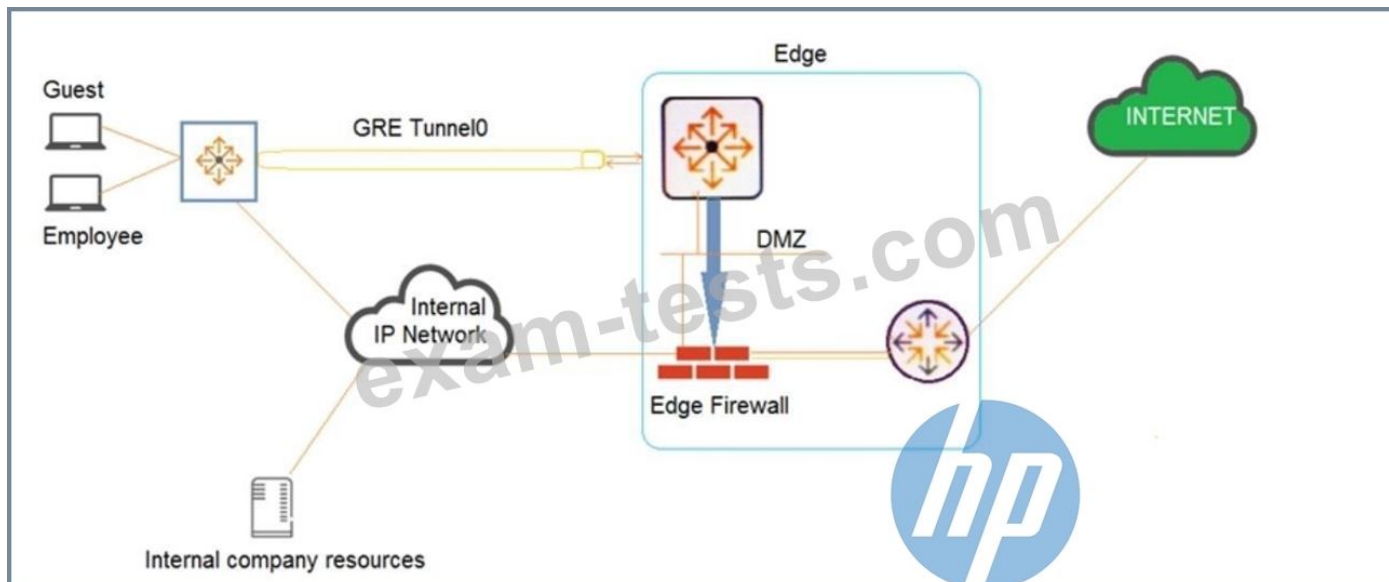 Edge
Guest
GRE Tunnel0
INTERNET
Employee
DMZ
Internal
IP Network
Edge Firewall
Internal company resources
exam-tests.com
hp